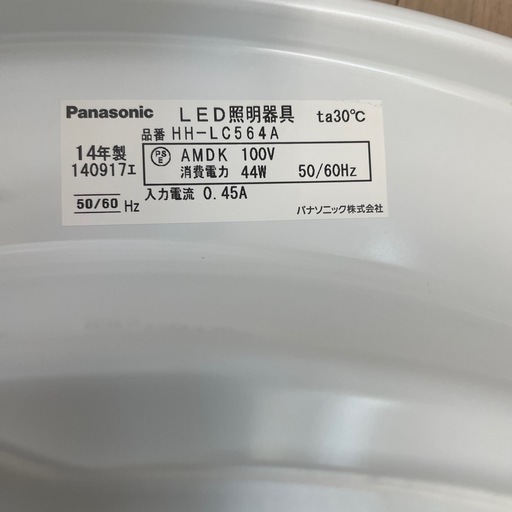 Panasonic LED照明器具 ta30℃
品番 HH-LC564A
14年製
140917ｴ
PSE AMDK 100V
消費電力 44W 50/60Hz
50/60 Hz
入力電流 0.45A
パナソニック株式会社